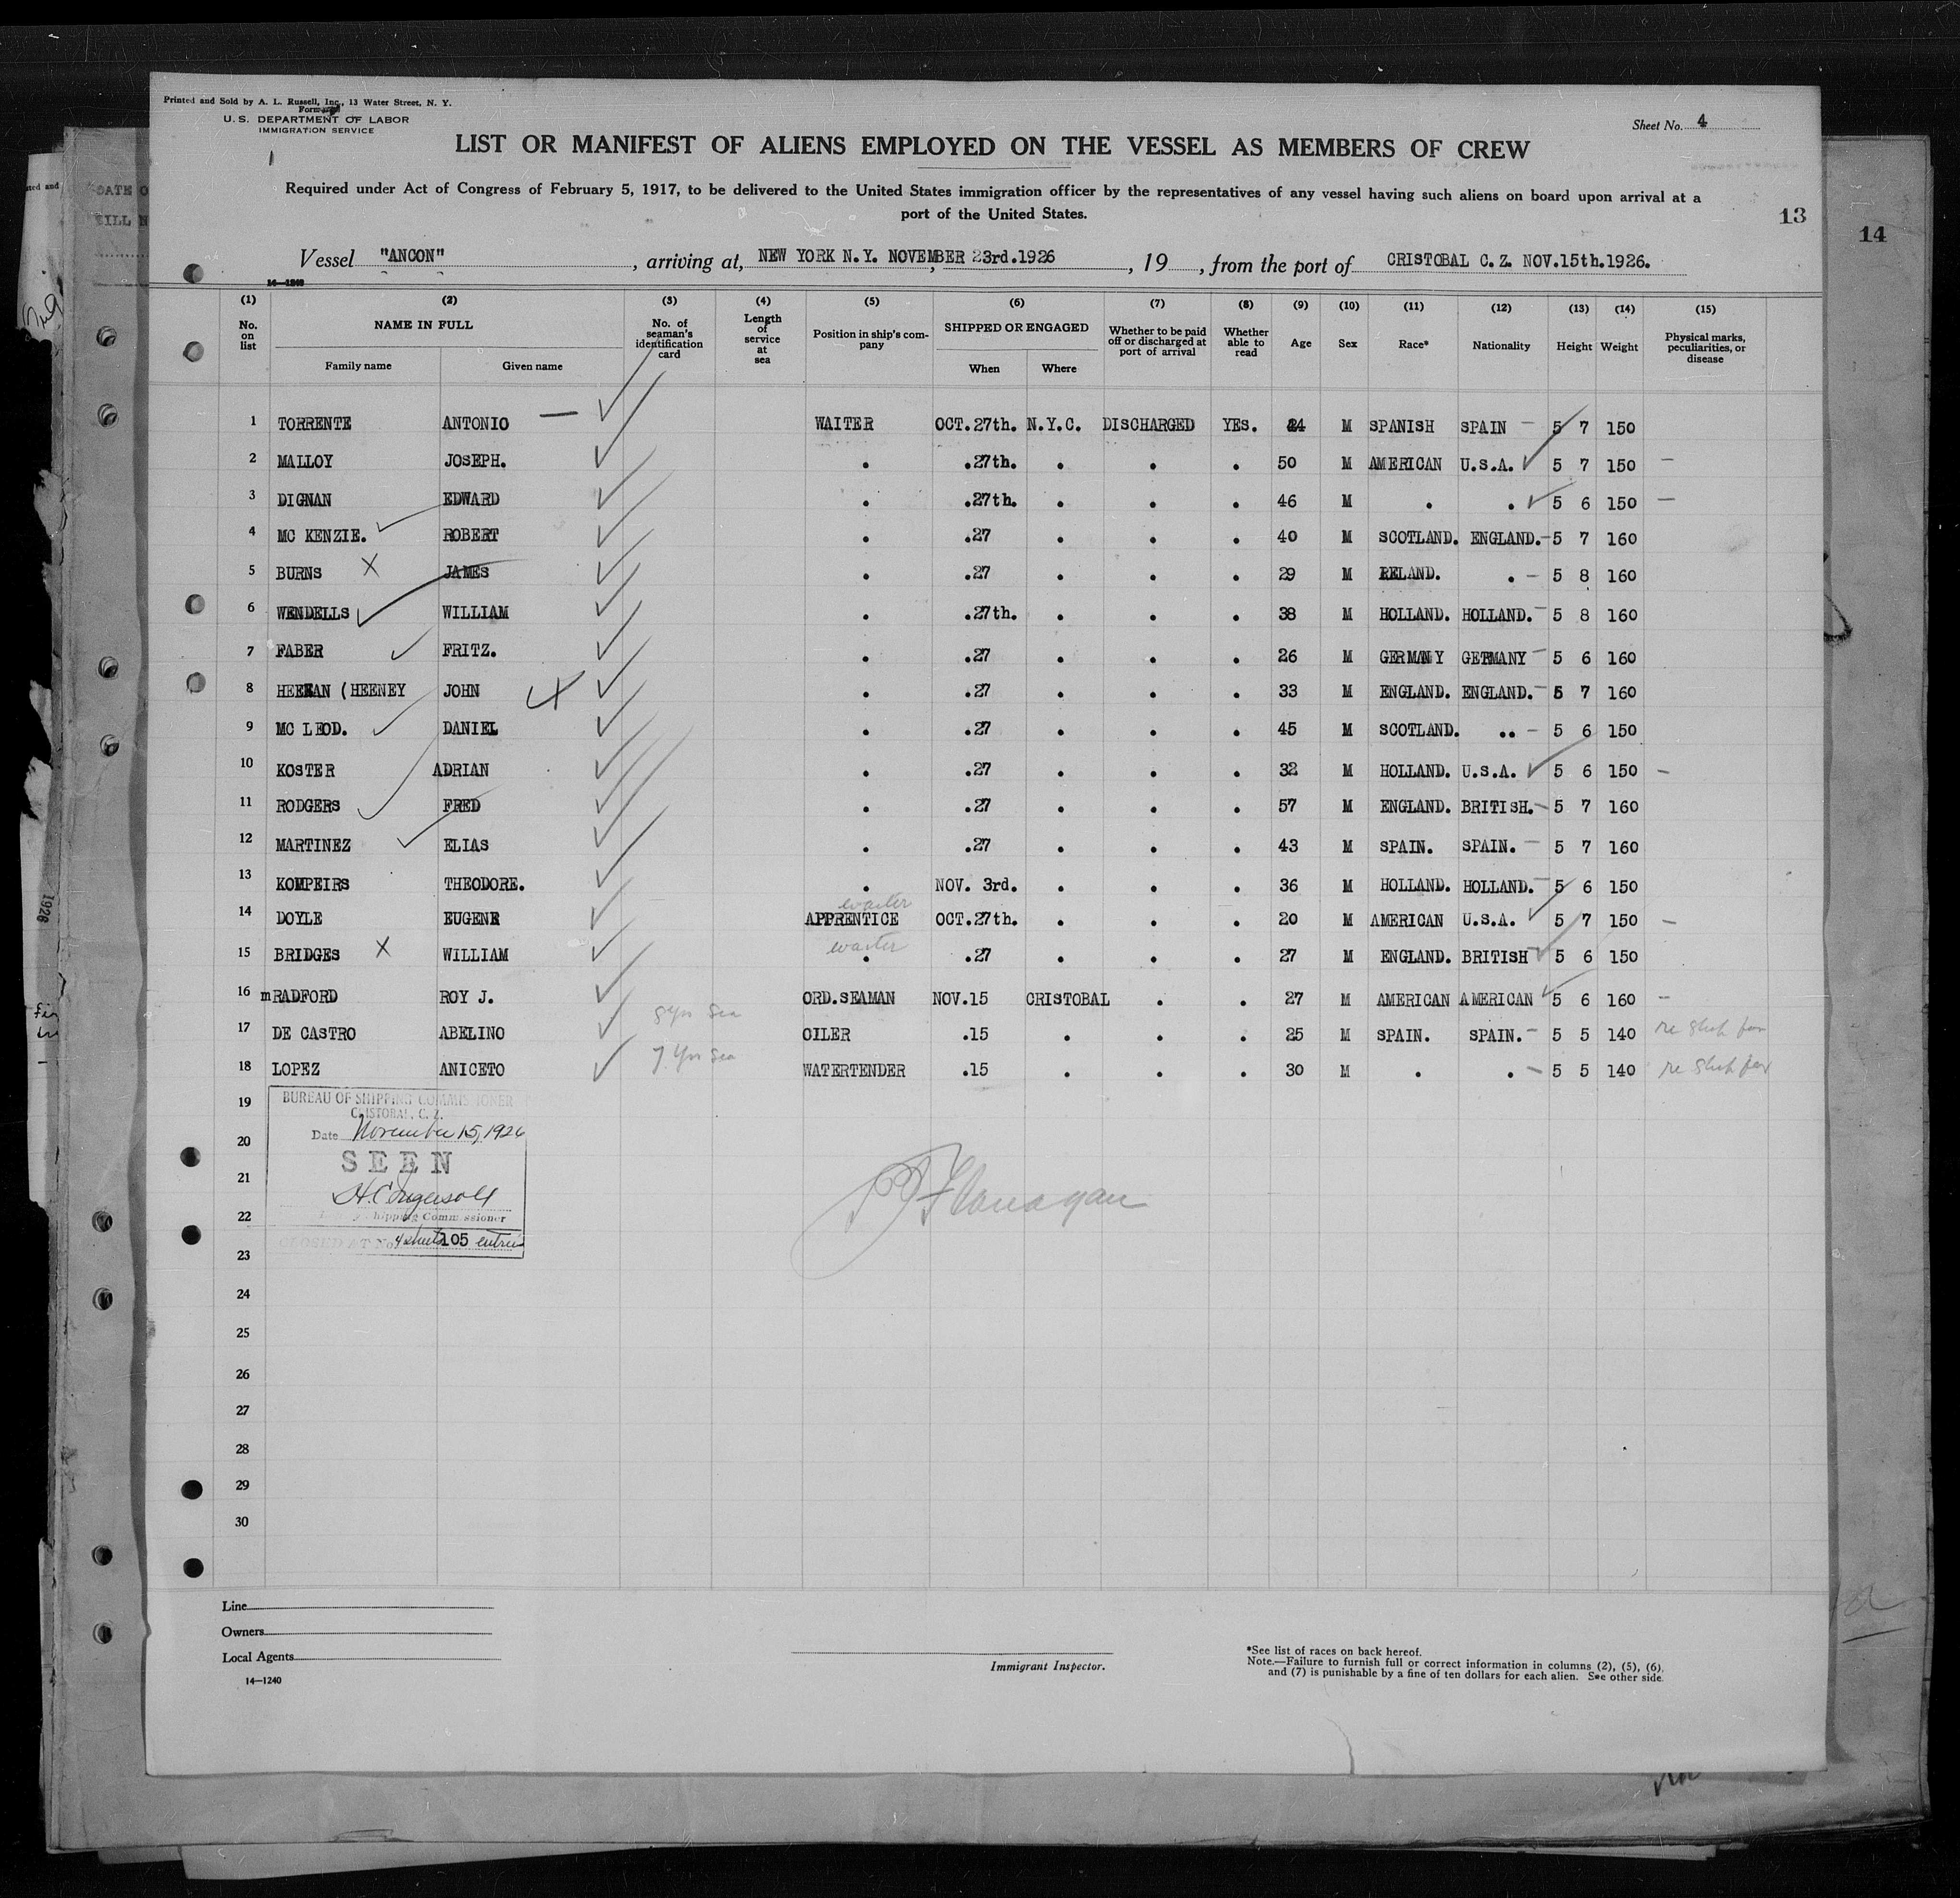 Printed and Sold by A. L. Russell, Inc., 13 Water Street, N. Y.
Form
U. S. DEPARTMENT OF LABOR
IMMIGRATION SERVICE
Sheet No. 4
LIST OR MANIFEST OF ALIENS EMPLOYED ON THE VESSEL AS MEMBERS OF CREW
Required under Act of Congress of February 5, 1917, to be delivered to the United States immigration officer by the representatives of any vessel having such aliens on board upon arrival at a
port of the United States.
13
14
Vessel "ANCON", arriving at, NEW YORK N.Y. NOVEMBER 23rd.1926, 19, from the port of CRISTOBAL C.Z. NOV.15th.1926.
14—1240
(1) (2) (3) (4) (5) (6) (7) (8) (9) (10) (11) (12) (13) (14) (15)
No. on list NAME IN FULL Family name Given name No. of seaman's identification card Length of service at sea Position in ship's company SHIPPED OR ENGAGED When Where Whether to be paid off or discharged at port of arrival Whether able to read Age Sex Race* Nationality Height Weight Physical marks, peculiarities, or disease
1 TORRENTE ANTONIO — WAITER OCT.27th. N.Y.C. DISCHARGED YES. 44 M SPANISH SPAIN 5 7 150
2 MALLOY JOSEPH. . .27th. . . . 50 M AMERICAN U.S.A. 5 7 150 —
3 DIGNAN EDWARD . .27th. . . . 46 M . . 5 6 150 —
4 MC KENZIE. ROBERT . .27 . . . 40 M SCOTLAND. ENGLAND. 5 7 160
5 BURNS X JAMES . .27 . . . 29 M RELAND. . 5 8 160
6 WENDELLS WILLIAM . .27th. . . . 38 M HOLLAND. HOLLAND. 5 8 160
7 FABER FRITZ. . .27 . . . 26 M GERMANY GERMANY 5 6 160
8 HEENAN (HEENEY JOHN . .27 . . . 33 M ENGLAND. ENGLAND. 5 7 160
9 MC LEOD. DANIEL . .27 . . . 45 M SCOTLAND. .. 5 6 150
10 KOSTER ADRIAN . .27 . . . 32 M HOLLAND. U.S.A. 5 6 150 —
11 RODGERS FRED . .27 . . . 57 M ENGLAND. BRITISH. 5 7 160
12 MARTINEZ ELIAS . .27 . . . 43 M SPAIN. SPAIN. 5 7 160
13 KOMPEIRS THEODORE. . NOV. 3rd. . . . 36 M HOLLAND. HOLLAND. 5 6 150
waiter
14 DOYLE EUGENE APPRENTICE OCT.27th. . . . 20 M AMERICAN U.S.A. 5 7 150 —
waiter
15 BRIDGES X WILLIAM . .27 . . . 27 M ENGLAND. BRITISH 5 6 150
16 mRADFORD ROY J. ORD.SEAMAN NOV.15 CRISTOBAL . . 27 M AMERICAN AMERICAN 5 6 160 —
17 DE CASTRO ABELINO yrs Sea OILER .15 . . . 25 M SPAIN. SPAIN. 5 5 140 re
18 LOPEZ ANICETO 7 Yrs Sea WATERTENDER .15 . . . 30 M . . 5 5 140 re
19
20
21
22
23
24
25
26
27
28
29
30
BUREAU OF SHIPPING COMMISSIONER
CRISTOBAL, C. Z.
Date November 15, 1926
SEEN
H.C. Ingersoll
Shipping Commissioner
CLOSED AT No. 4 sheets 105 entries
Flanagan
Line
Owners
Local Agents
14—1240
Immigrant Inspector.
*See list of races on back hereof.
Note.—Failure to furnish full or correct information in columns (2), (5), (6),
and (7) is punishable by a fine of ten dollars for each alien. See other side.
1926